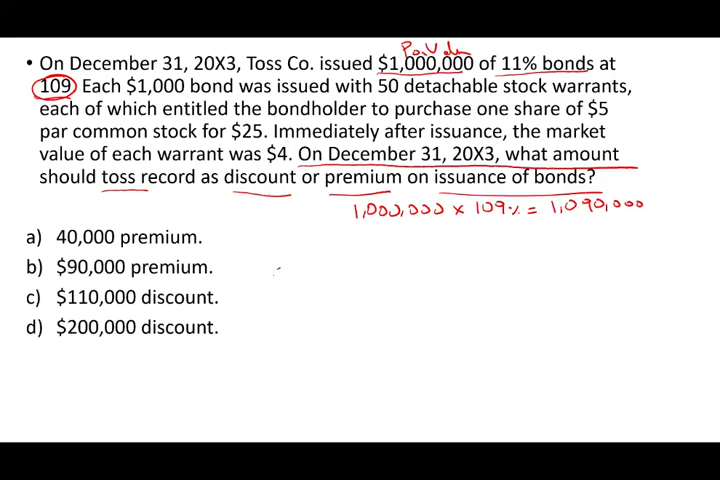 Par Value
• On December 31, 20X3, Toss Co. issued $1,000,000 of 11% bonds at
109 Each $1,000 bond was issued with 50 detachable stock warrants,
each of which entitled the bondholder to purchase one share of $5
par common stock for $25. Immediately after issuance, the market
value of each warrant was $4. On December 31, 20X3, what amount
should toss record as discount or premium on issuance of bonds?
1,000,000 x 109% = 1,090,000
a) 40,000 premium.
b) $90,000 premium.
c) $110,000 discount.
d) $200,000 discount.